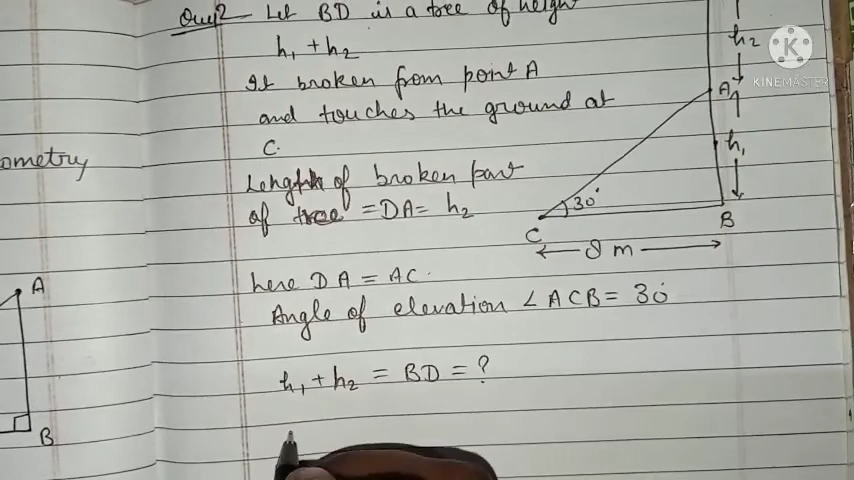 Que 2 - Let BD is a tree of height
h₁ + h₂
It broken from point A
and touches the ground at
C.
Length of broken part
of tree = DA = h₂
here DA = AC.
Angle of elevation ∠ACB = 30°
h₁ + h₂ = BD = ?
h₂
A
h₁
30°
C
B
8 m
K
KINEMASTER
ometry
A
B